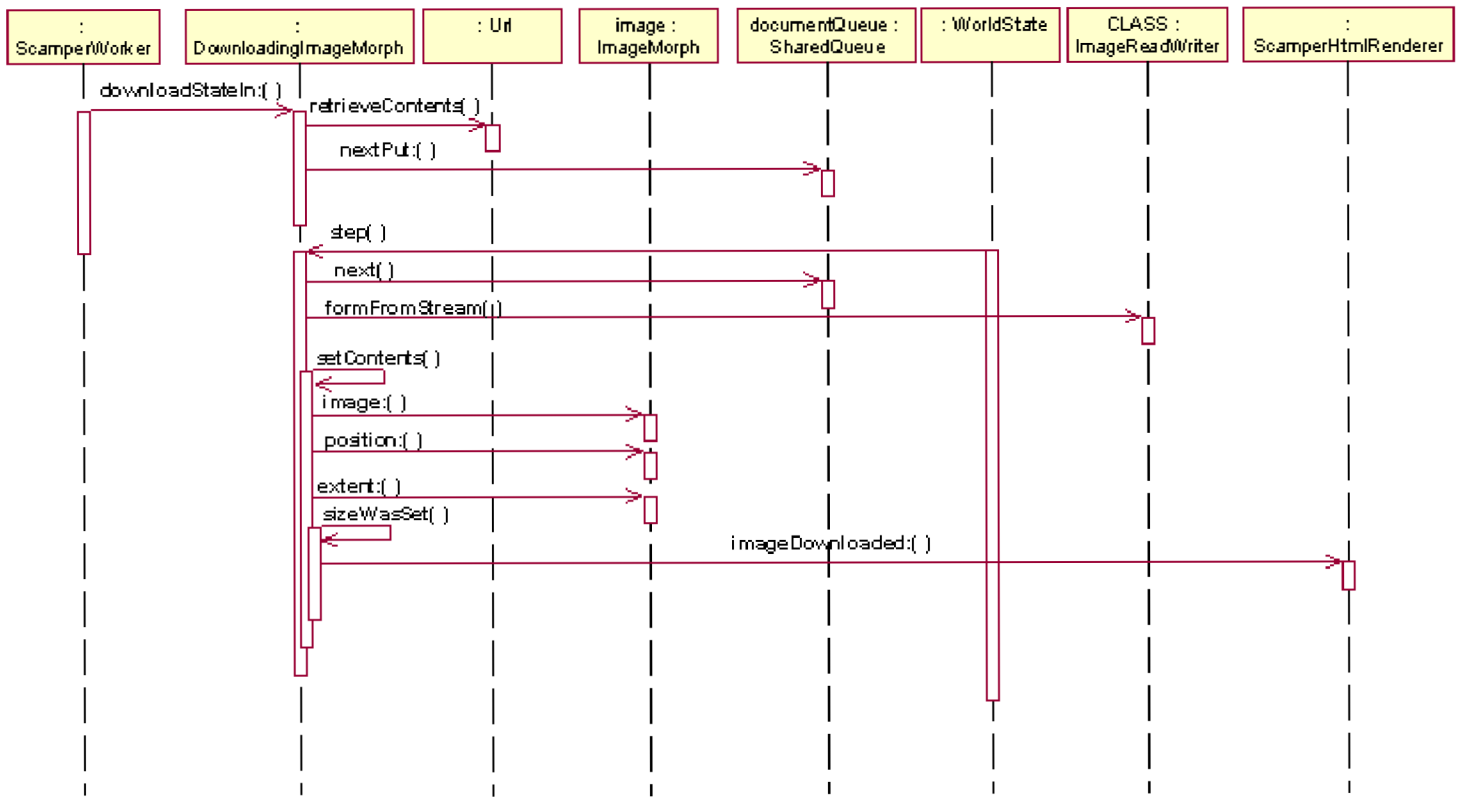 :
ScamperWorker
:
DownloadingImageMorph
: Url
image :
ImageMorph
documentQueue :
SharedQueue
: WorldState
CLASS :
ImageReadWriter
:
ScamperHtmlRenderer
downloadStateIn:( )
retrieveContents( )
nextPut:( )
step( )
next( )
formFromStream( )
setContents( )
image:( )
position:( )
extent:( )
sizeWasSet( )
imageDownloaded:( )